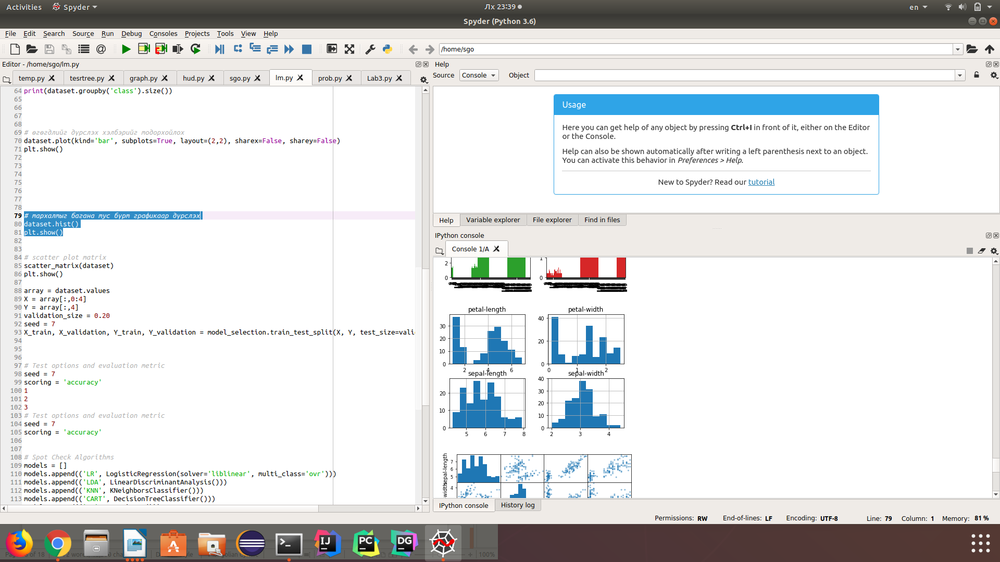 Activities Spyder Лх 23:39 en
Spyder (Python 3.6)
File Edit Search Source Run Debug Consoles Projects Tools View Help
/home/sgo
Editor - /home/sgo/lm.py
temp.py tesrtree.py graph.py hud.py sgo.py lm.py prob.py Lab3.py
64 print(dataset.groupby('class').size())
65
66
67
68
69 # өгөгдлийг дүрслэх хэлбэрийг тодорхойлох
70 dataset.plot(kind='bar', subplots=True, layout=(2,2), sharex=False, sharey=False)
71 plt.show()
72
73
74
75
76
77
78
79 # тархалтыг багана тус бүрт графикаар дүрслэх
80 dataset.hist()
81 plt.show()
82
83
84 # scatter plot matrix
85 scatter_matrix(dataset)
86 plt.show()
87
88 array = dataset.values
89 X = array[:,0:4]
90 Y = array[:,4]
91 validation_size = 0.20
92 seed = 7
93 X_train, X_validation, Y_train, Y_validation = model_selection.train_test_split(X, Y, test_size=vali
94
95
96
97 # Test options and evaluation metric
98 seed = 7
99 scoring = 'accuracy'
100 1
101 2
102 3
103 # Test options and evaluation metric
104 seed = 7
105 scoring = 'accuracy'
106
107
108 # Spot Check Algorithms
109 models = []
110 models.append(('LR', LogisticRegression(solver='liblinear', multi_class='ovr')))
111 models.append(('LDA', LinearDiscriminantAnalysis()))
112 models.append(('KNN', KNeighborsClassifier()))
113 models.append(('CART', DecisionTreeClassifier()))
Help
Source Console Object
Usage
Here you can get help of any object by pressing Ctrl+I in front of it, either on the Editor
or the Console.
Help can also be shown automatically after writing a left parenthesis next to an object.
You can activate this behavior in Preferences > Help.
New to Spyder? Read our tutorial
Help Variable explorer File explorer Find in files
IPython console
Console 1/A
2
0
1
0
petal-length petal-width
30
20
10
0
2 4 6
40
20
0
0 1 2
sepal-length sepal-width
20
10
0
5 6 7 8
40
30
20
10
0
2 3 4
sepal-length
7
6
5
width
4
IPython console History log
Permissions: RW End-of-lines: LF Encoding: UTF-8 Line: 79 Column: 1 Memory: 81 %
IJ PC DG
of 18
100%